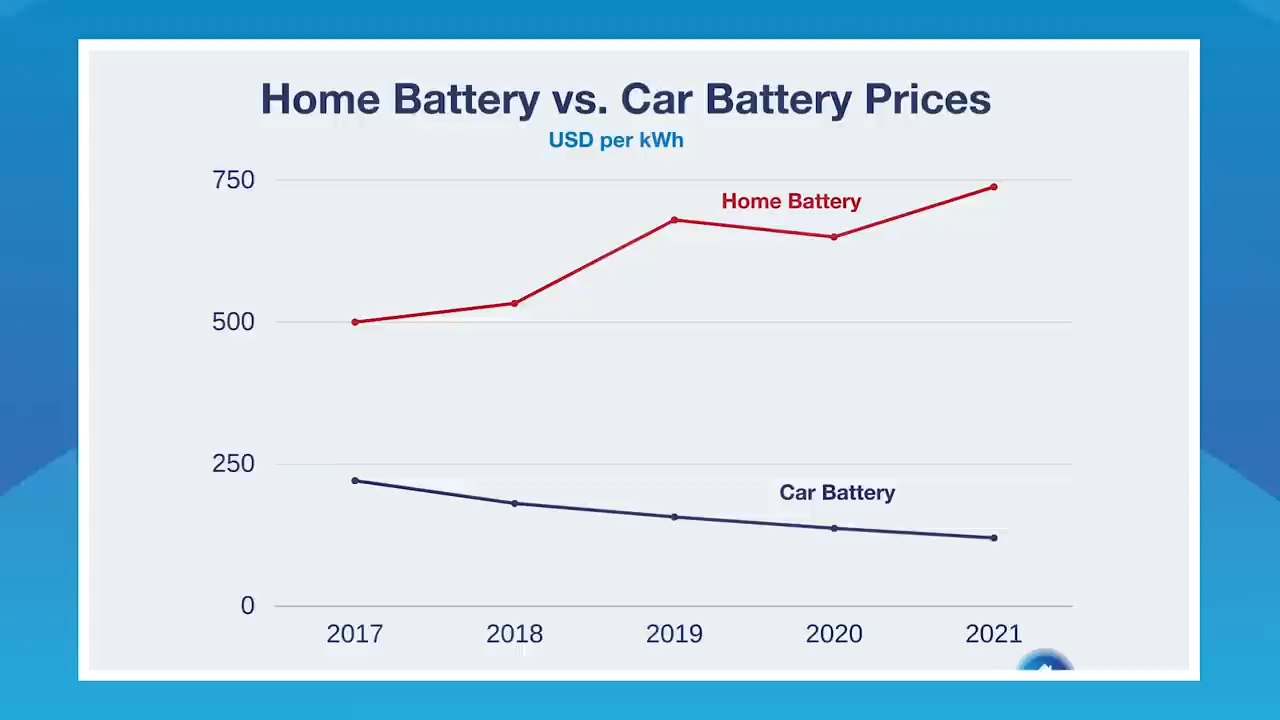 Home Battery vs. Car Battery Prices
USD per kWh
750
Home Battery
500
250
Car Battery
0
2017 2018 2019 2020 2021